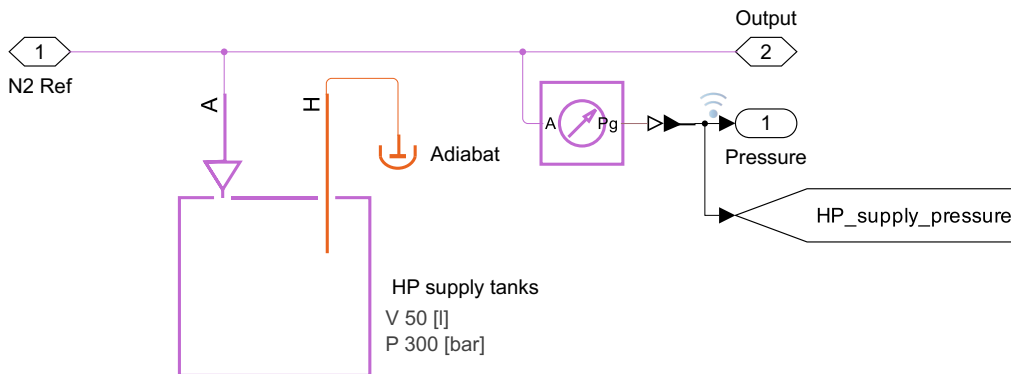 Output
1
2
N2 Ref
A
H
A
Pg
1
Adiabat
Pressure
HP_supply_pressure
HP supply tanks
V 50 [l]
P 300 [bar]